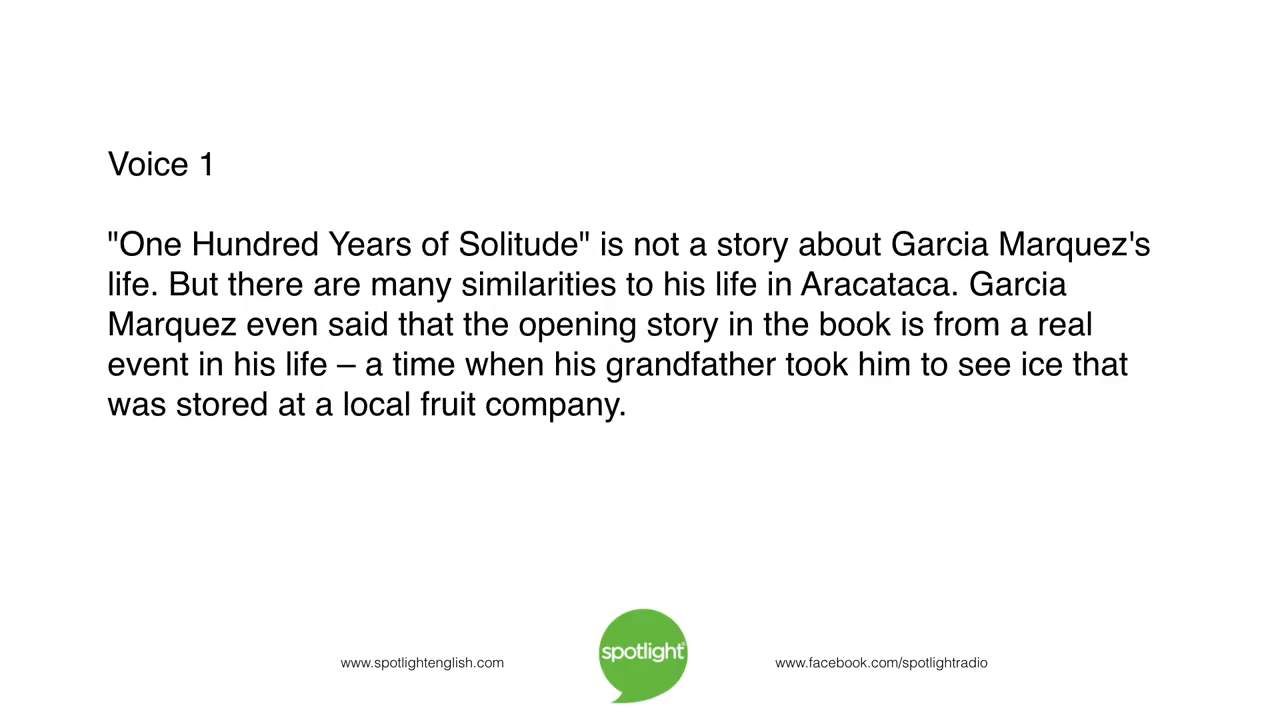 Voice 1
"One Hundred Years of Solitude" is not a story about Garcia Marquez's
life. But there are many similarities to his life in Aracataca. Garcia
Marquez even said that the opening story in the book is from a real
event in his life – a time when his grandfather took him to see ice that
was stored at a local fruit company.
www.spotlightenglish.com
spotlight
www.facebook.com/spotlightradio